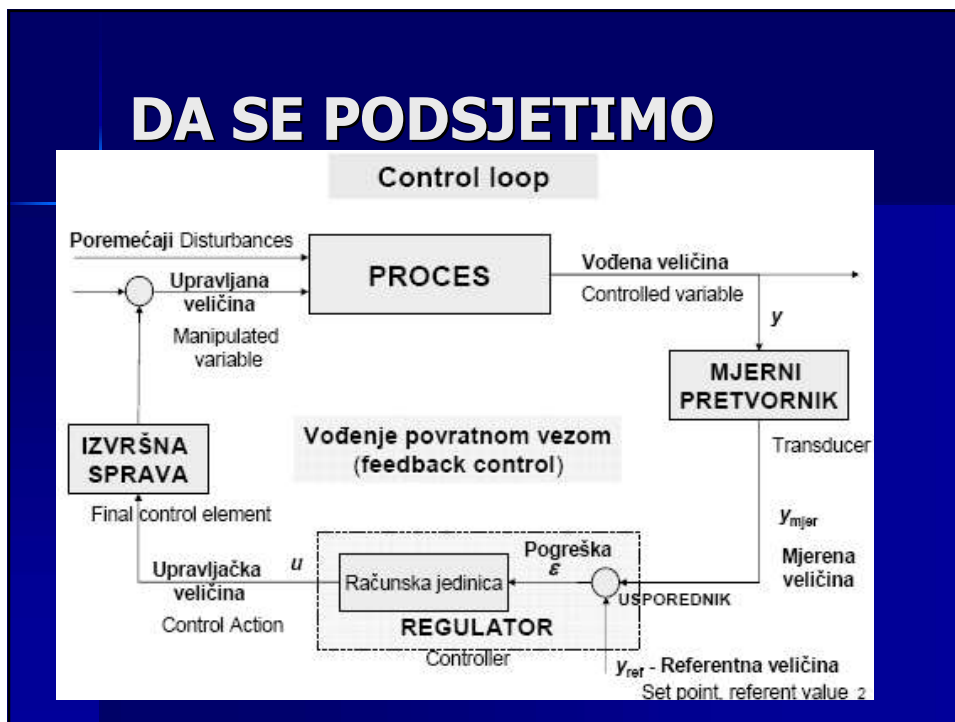 DA SE PODSJETIMO
Control loop
Poremećaji Disturbances
Upravljana
veličina
Manipulated
variable
PROCES
Vođena veličina
Controlled variable
y
MJERNI
PRETVORNIK
Transducer
IZVRŠNA
SPRAVA
Final control element
Vođenje povratnom vezom
(feedback control)
y mjer
Mjerena
veličina
Upravljačka
veličina
Control Action
u
Računska jedinica
Pogreška
ε
USPOREDNIK
REGULATOR
Controller
y ref - Referentna veličina
Set point, referent value 2